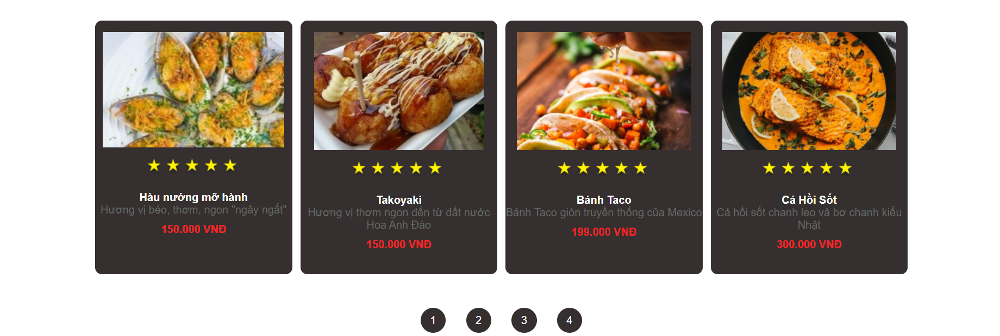 ★ ★ ★ ★ ★
Hàu nướng mỡ hành
Hương vị béo, thơm, ngon "ngây ngất"
150.000 VNĐ
★ ★ ★ ★ ★
Takoyaki
Hương vị thơm ngon đến từ đất nước
Hoa Anh Đào
150.000 VNĐ
★ ★ ★ ★ ★
Bánh Taco
Bánh Taco giòn truyền thống của Mexico
199.000 VNĐ
★ ★ ★ ★ ★
Cá Hồi Sốt
Cá hồi sốt chanh leo và bơ chanh kiểu
Nhật
300.000 VNĐ
1 2 3 4